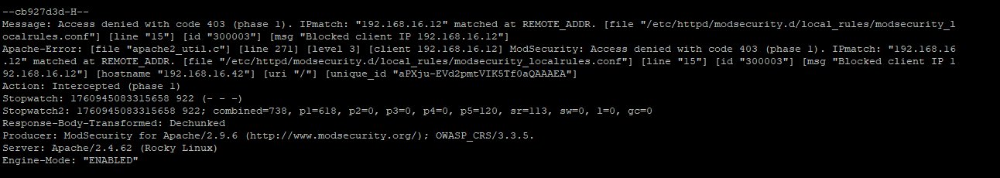 --cb927d3d-H--
Message: Access denied with code 403 (phase 1). IPmatch: "192.168.16.12" matched at REMOTE_ADDR. [file "/etc/httpd/modsecurity.d/local_rules/modsecurity_l
ocalrules.conf"] [line "15"] [id "300003"] [msg "Blocked client IP 192.168.16.12"]
Apache-Error: [file "apache2_util.c"] [line 271] [level 3] [client 192.168.16.12] ModSecurity: Access denied with code 403 (phase 1). IPmatch: "192.168.16
.12" matched at REMOTE_ADDR. [file "/etc/httpd/modsecurity.d/local_rules/modsecurity_localrules.conf"] [line "15"] [id "300003"] [msg "Blocked client IP 1
92.168.16.12"] [hostname "192.168.16.42"] [uri "/"] [unique_id "aPXju-EVd2pmtVIK5Tf0aQAAAEA"]
Action: Intercepted (phase 1)
Stopwatch: 1760945083315658 922 (- - -)
Stopwatch2: 1760945083315658 922; combined=738, p1=618, p2=0, p3=0, p4=0, p5=120, sr=113, sw=0, l=0, gc=0
Response-Body-Transformed: Dechunked
Producer: ModSecurity for Apache/2.9.6 (http://www.modsecurity.org/); OWASP_CRS/3.3.5.
Server: Apache/2.4.62 (Rocky Linux)
Engine-Mode: "ENABLED"